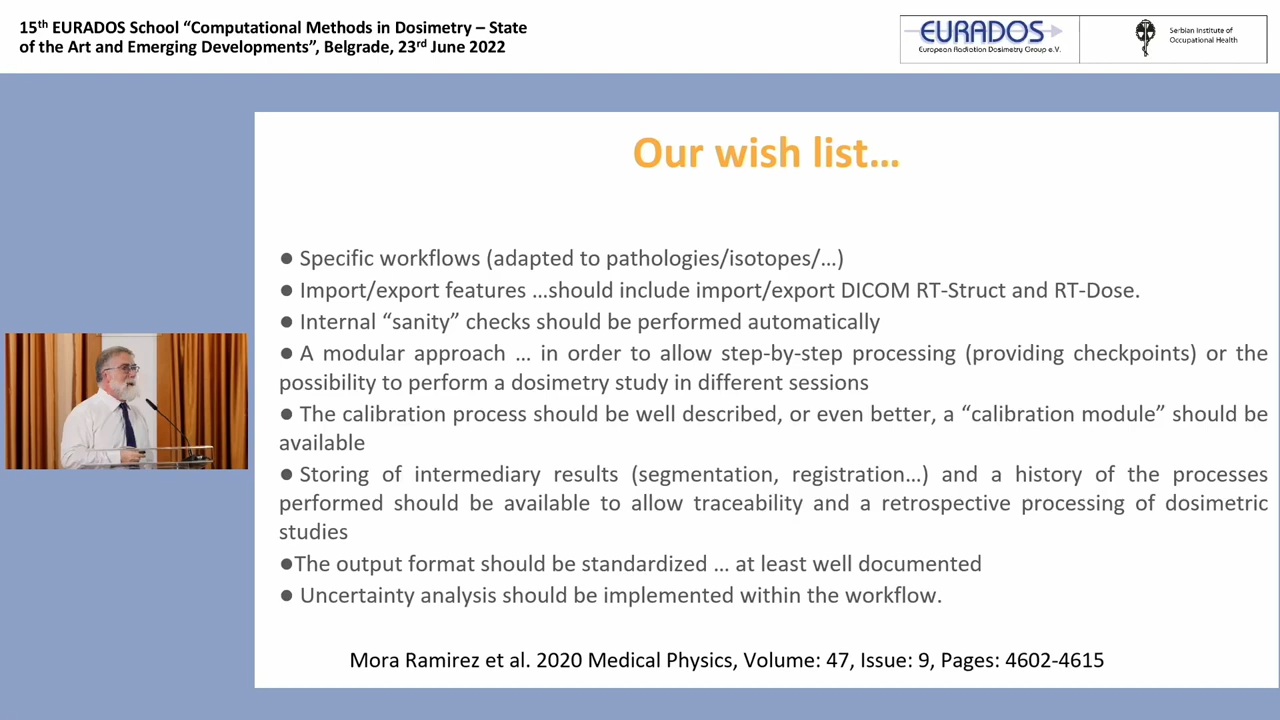 15th EURADOS School “Computational Methods in Dosimetry – State
of the Art and Emerging Developments”, Belgrade, 23rd June 2022
EURADOS
European Radiation Dosimetry Group e.V.
Serbian Institute of
Occupational Health
Our wish list…
● Specific workflows (adapted to pathologies/isotopes/…)
● Import/export features …should include import/export DICOM RT-Struct and RT-Dose.
● Internal “sanity” checks should be performed automatically
● A modular approach … in order to allow step-by-step processing (providing checkpoints) or the
possibility to perform a dosimetry study in different sessions
● The calibration process should be well described, or even better, a “calibration module” should be
available
● Storing of intermediary results (segmentation, registration…) and a history of the processes
performed should be available to allow traceability and a retrospective processing of dosimetric
studies
●The output format should be standardized … at least well documented
● Uncertainty analysis should be implemented within the workflow.
Mora Ramirez et al. 2020 Medical Physics, Volume: 47, Issue: 9, Pages: 4602-4615